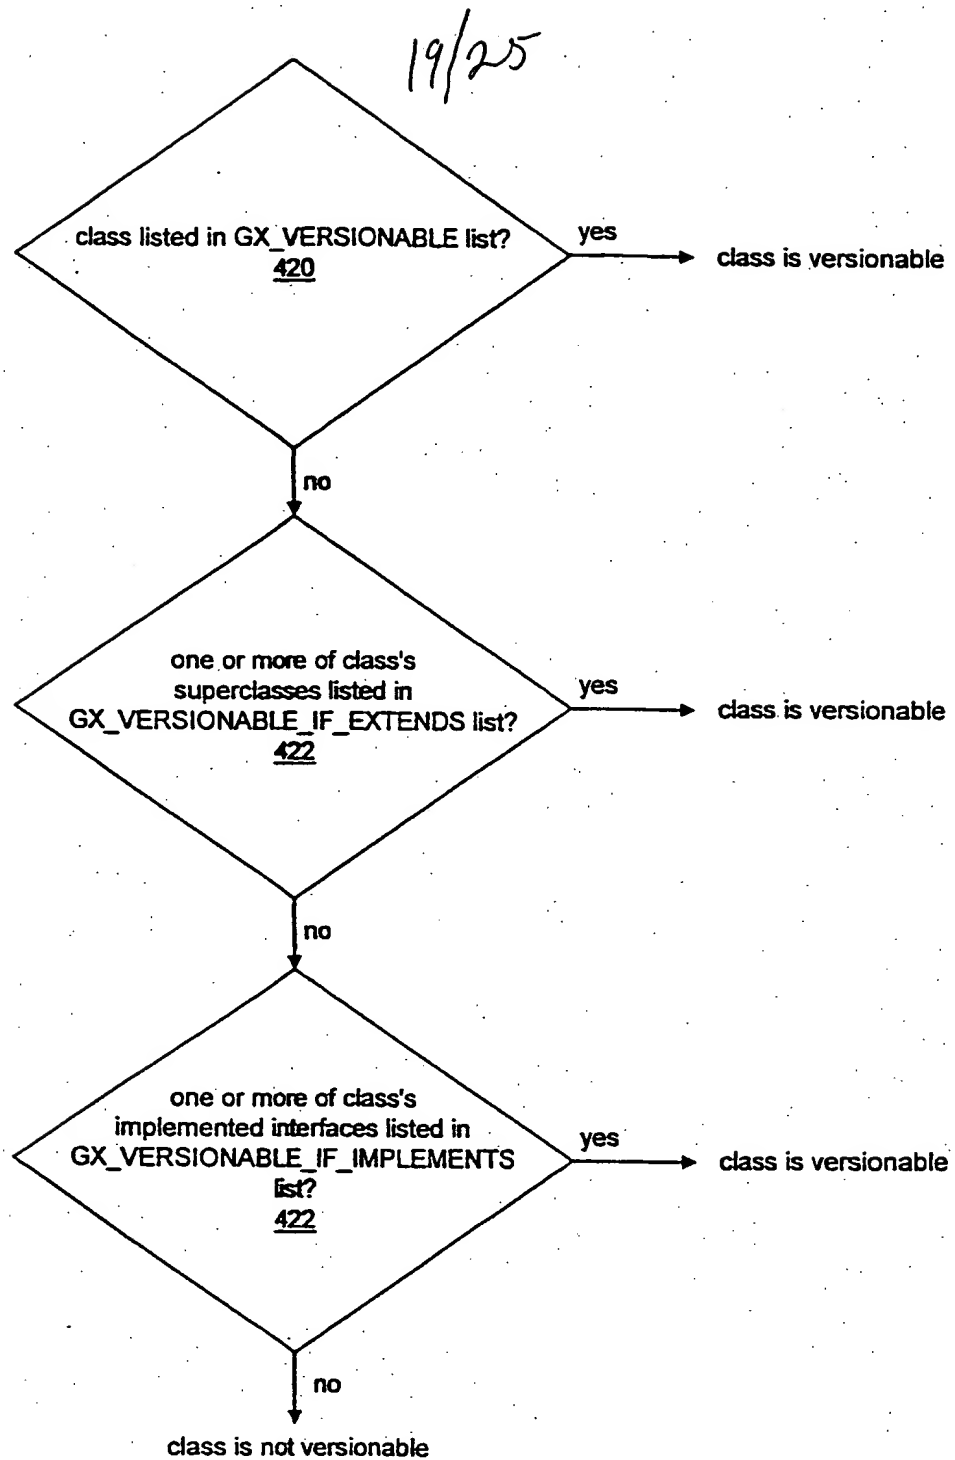 19/25
class listed in GX_VERSIONABLE list?
420
yes
class is versionable
no
one or more of class's
superclasses listed in
GX_VERSIONABLE_IF_EXTENDS list?
422
yes
class is versionable
no
one or more of class's
implemented interfaces listed in
GX_VERSIONABLE_IF_IMPLEMENTS
list?
422
yes
class is versionable
no
class is not versionable